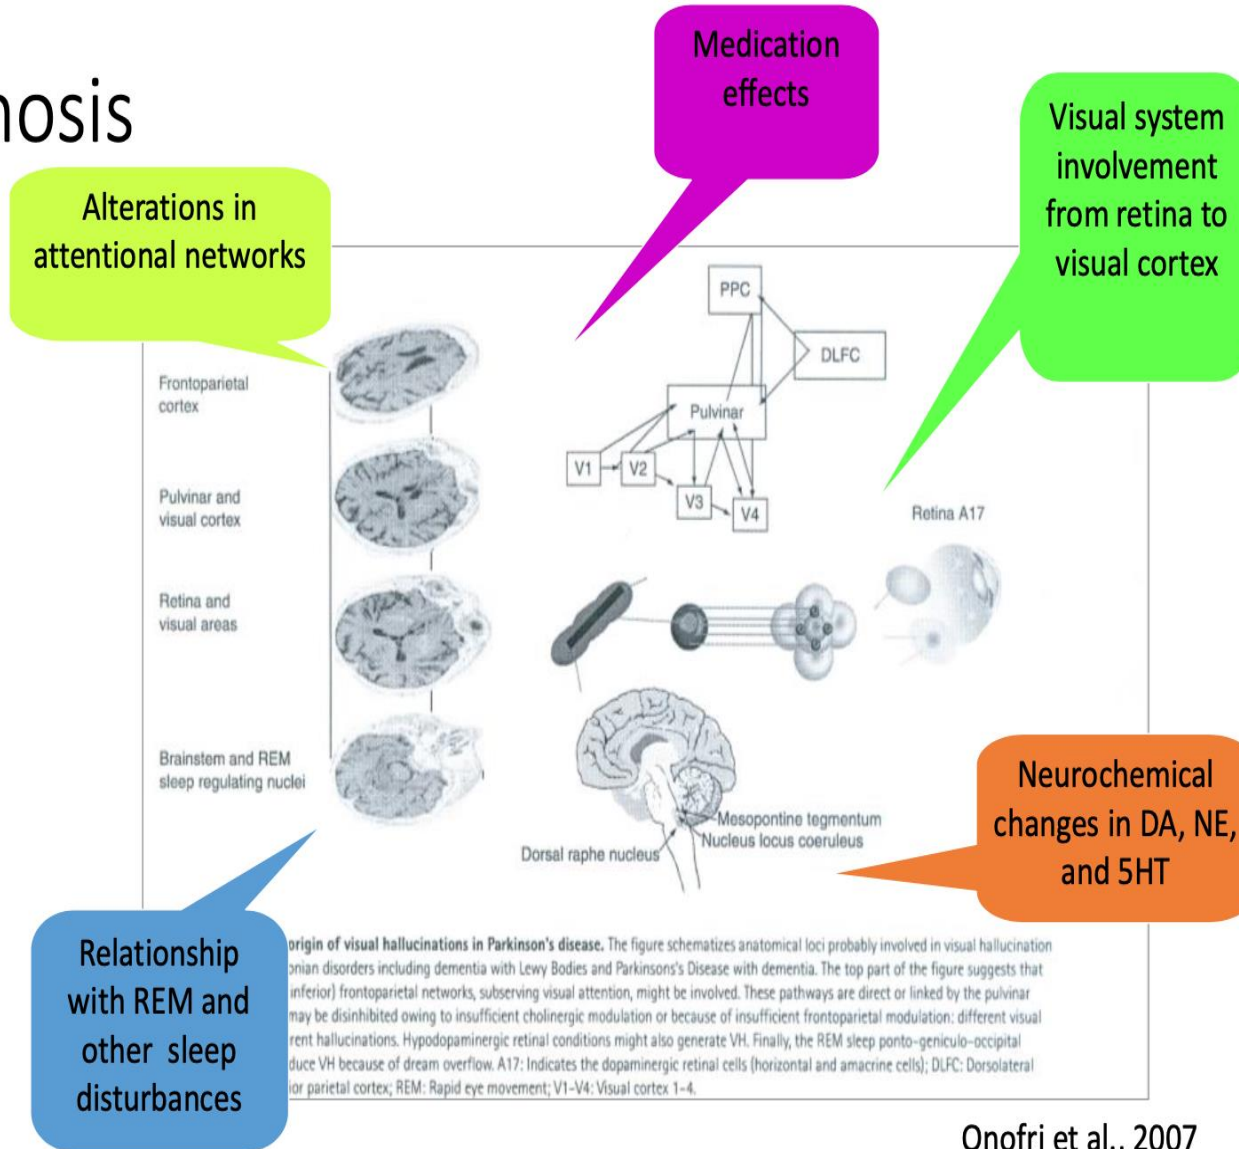 nosis
Medication
effects
Visual system
involvement
from retina to
visual cortex
Alterations in
attentional networks
PPC
DLFC
Pulvinar
V1
V2
V3
V4
Frontoparietal
cortex
Pulvinar and
visual cortex
Retina A17
Retina and
visual areas
Brainstem and REM
sleep regulating nuclei
Mesopontine tegmentum
Nucleus locus coeruleus
Dorsal raphe nucleus
Neurochemical
changes in DA, NE,
and 5HT
Relationship
with REM and
other sleep
disturbances
origin of visual hallucinations in Parkinson's disease. The figure schematizes anatomical loci probably involved in visual hallucination
onian disorders including dementia with Lewy Bodies and Parkinsons's Disease with dementia. The top part of the figure suggests that
inferior) frontoparietal networks, subserving visual attention, might be involved. These pathways are direct or linked by the pulvinar
may be disinhibited owing to insufficient cholinergic modulation or because of insufficient frontoparietal modulation: different visual
rent hallucinations. Hypodopaminergic retinal conditions might also generate VH. Finally, the REM sleep ponto-geniculo-occipital
duce VH because of dream overflow. A17: Indicates the dopaminergic retinal cells (horizontal and amacrine cells); DLFC: Dorsolateral
ior parietal cortex; REM: Rapid eye movement; V1-V4: Visual cortex 1-4.
Onofrj et al., 2007